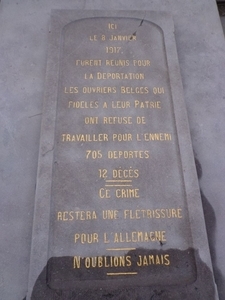 ICI
LE 8 JANVIER
1917.
FURENT RÉUNIS POUR
LA DÉPORTATION
LES OUVRIERS BELGES QUI
FIDÈLES A LEUR PATRIE
ONT REFUSÉ DE
TRAVAILLER POUR L'ENNEMI
705 DÉPORTÉS
12 DÉCÈS
CE CRIME
RESTERA UNE FLÉTRISSURE
POUR L'ALLEMAGNE
N'OUBLIONS JAMAIS